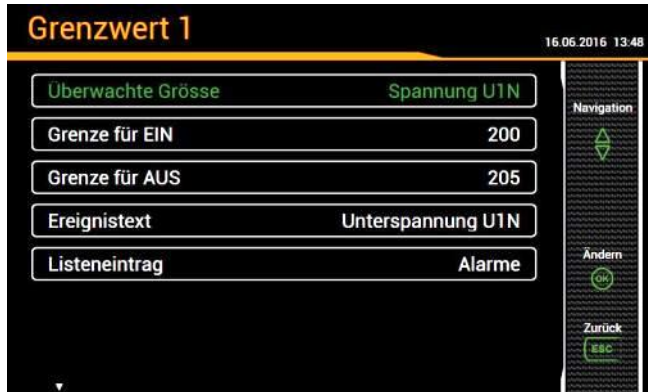 Grenzwert 1
16.06.2016 13:48
Überwachte Grösse Spannung U1N
Grenze für EIN 200
Grenze für AUS 205
Ereignistext Unterspannung U1N
Listeneintrag Alarme
Navigation
Ändern
OK
Zurück
ESC